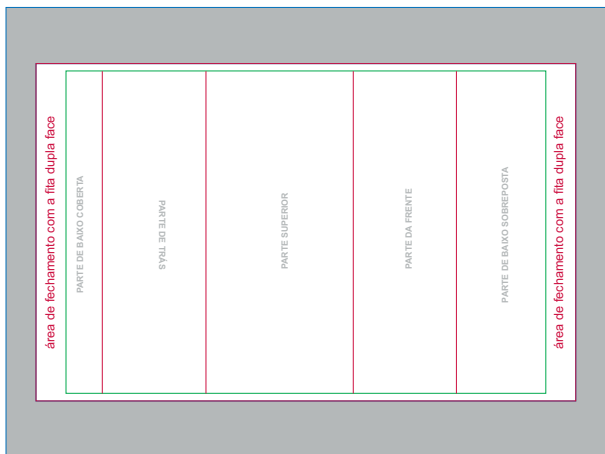 área de fechamento com a fita dupla face
PARTE DE BAIXO COBERTA
PARTE DE TRÁS
PARTE SUPERIOR
PARTE DA FRENTE
PARTE DE BAIXO SOBREPOSTA
área de fechamento com a fita dupla face